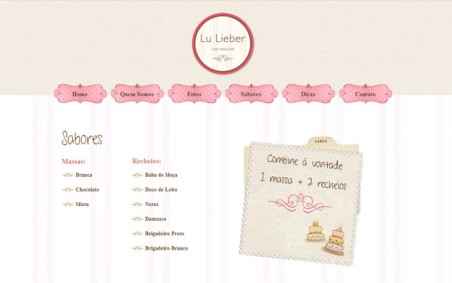 Lu Lieber
Home
Quem Somos
Fotos
Sabores
Dicas
Contato
Sabores
Massas:
Branca
Chocolate
Mista
Recheios:
Baba de Moça
Doce de Leite
Nozes
Damasco
Brigadeiro Preto
Brigadeiro Branco
Combine à vontade
1 massa + 2 recheios